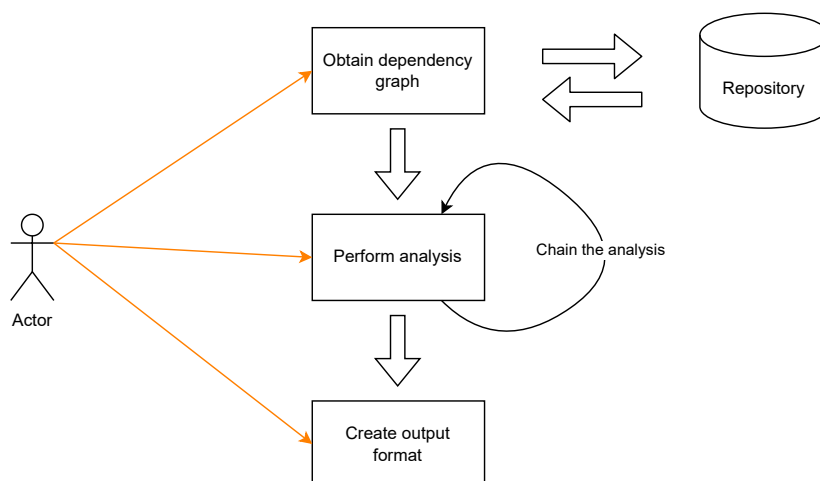 Obtain dependency
graph
Repository
Perform analysis
Chain the analysis
Actor
Create output
format